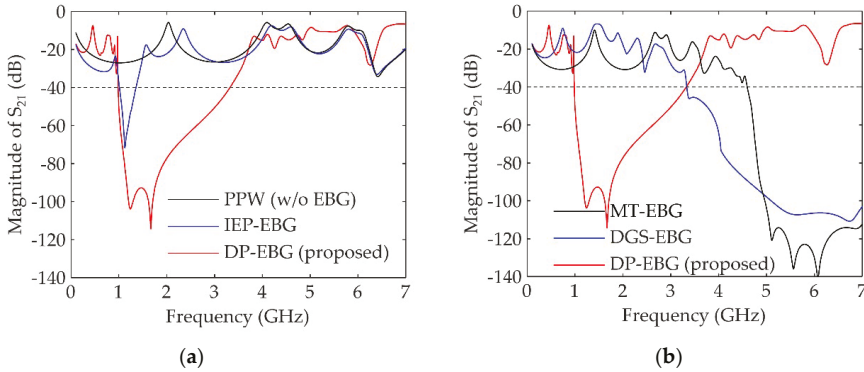 0
-20
-40
-60
-80
-100
-120
-140
Magnitude of S21 (dB)
PPW (w/o EBG)
IEP-EBG
DP-EBG (proposed)
0 1 2 3 4 5 6 7
Frequency (GHz)
(a)
0
-20
-40
-60
-80
-100
-120
-140
Magnitude of S21 (dB)
MT-EBG
DGS-EBG
DP-EBG (proposed)
0 1 2 3 4 5 6 7
Frequency (GHz)
(b)